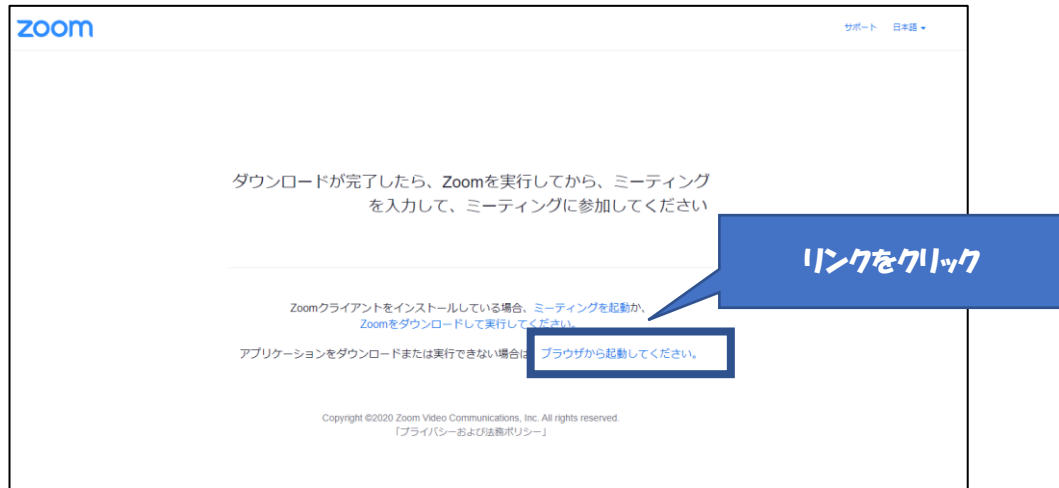 zoom
サポート 日本語
ダウンロードが完了したら、Zoomを実行してから、ミーティング
を入力して、ミーティングに参加してください
リンクをクリック
Zoomクライアントをインストールしている場合、ミーティングを起動か、
Zoomをダウンロードして実行してください。
アプリケーションをダウンロードまたは実行できない場合は ブラウザから起動してください。
Copyright ©2020 Zoom Video Communications, Inc. All rights reserved.
「プライバシーおよび法務ポリシー」